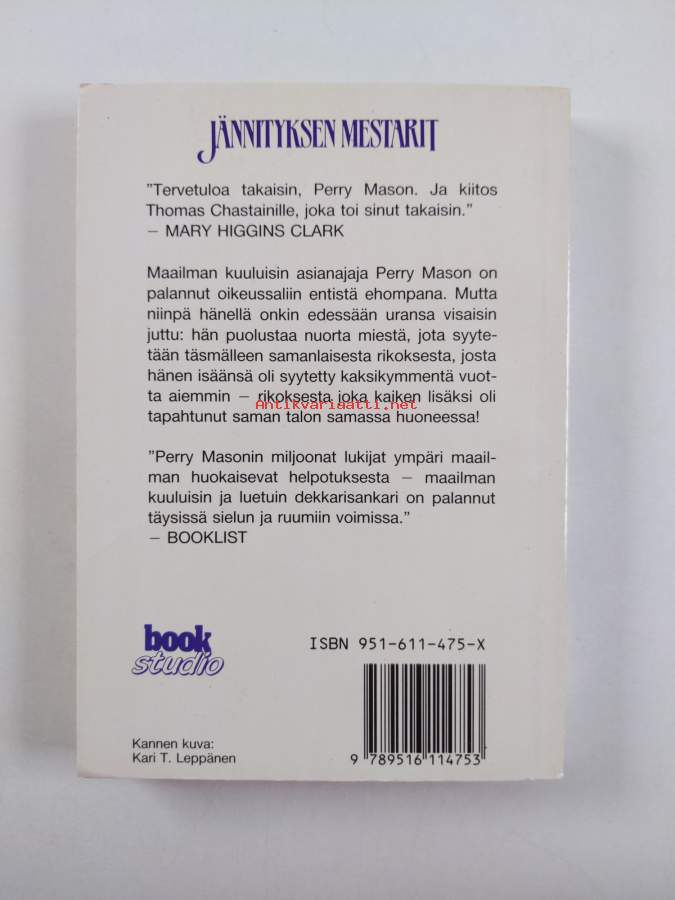 JÄNNITYKSEN MESTARIT
”Tervetuloa takaisin, Perry Mason. Ja kiitos
Thomas Chastainille, joka toi sinut takaisin.”
– MARY HIGGINS CLARK
Maailman kuuluisin asianajaja Perry Mason on
palannut oikeussaliin entistä ehompana. Mutta
niinpä hänellä onkin edessään uransa visaisin
juttu: hän puolustaa nuorta miestä, jota syyte-
tään täsmälleen samanlaisesta rikoksesta, josta
hänen isäänsä oli syytetty kaksikymmentä vuot-
ta aiemmin – rikoksesta joka kaiken lisäksi oli
Antikvariaatti.net
tapahtunut saman talon samassa huoneessa!
”Perry Masonin miljoonat lukijat ympäri maail-
man huokaisevat helpotuksesta – maailman
kuuluisin ja luetuin dekkarisankari on palannut
täysissä sielun ja ruumiin voimissa.”
– BOOKLIST
book
studio
ISBN 951-611-475-X
Kannen kuva:
Kari T. Leppänen
9 789516 114753